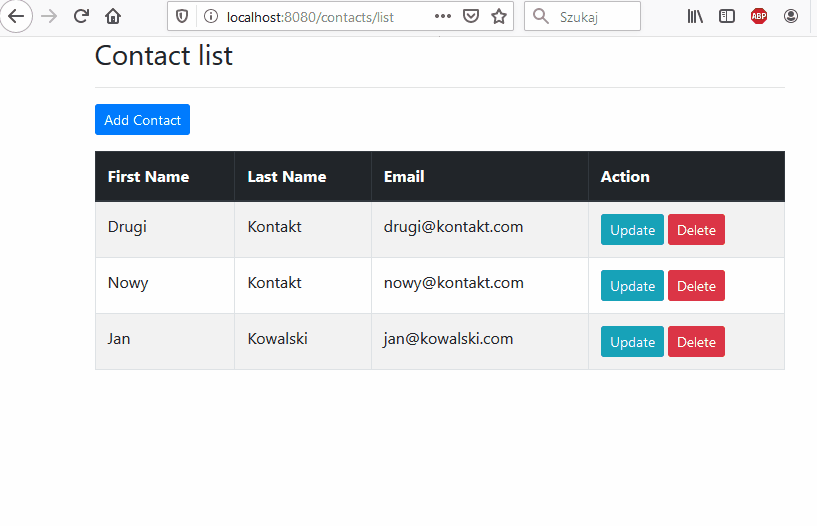 localhost:8080/contacts/list
Szukaj
ABP
Contact list
Add Contact
First Name Last Name Email Action
Drugi Kontakt drugi@kontakt.com Update Delete
Nowy Kontakt nowy@kontakt.com Update Delete
Jan Kowalski jan@kowalski.com Update Delete